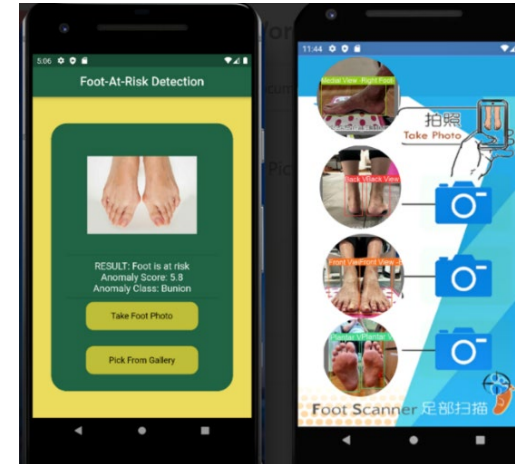 5:06
Foot-At-Risk Detection
RESULT: Foot is at risk
Anomaly Score: 5.8
Anomaly Class: Bunion
Take Foot Photo
Pick From Gallery
11:44
Medial View - Right Foot
拍照
Take Photo
Back View
Front View
Foot Scanner 足部扫描